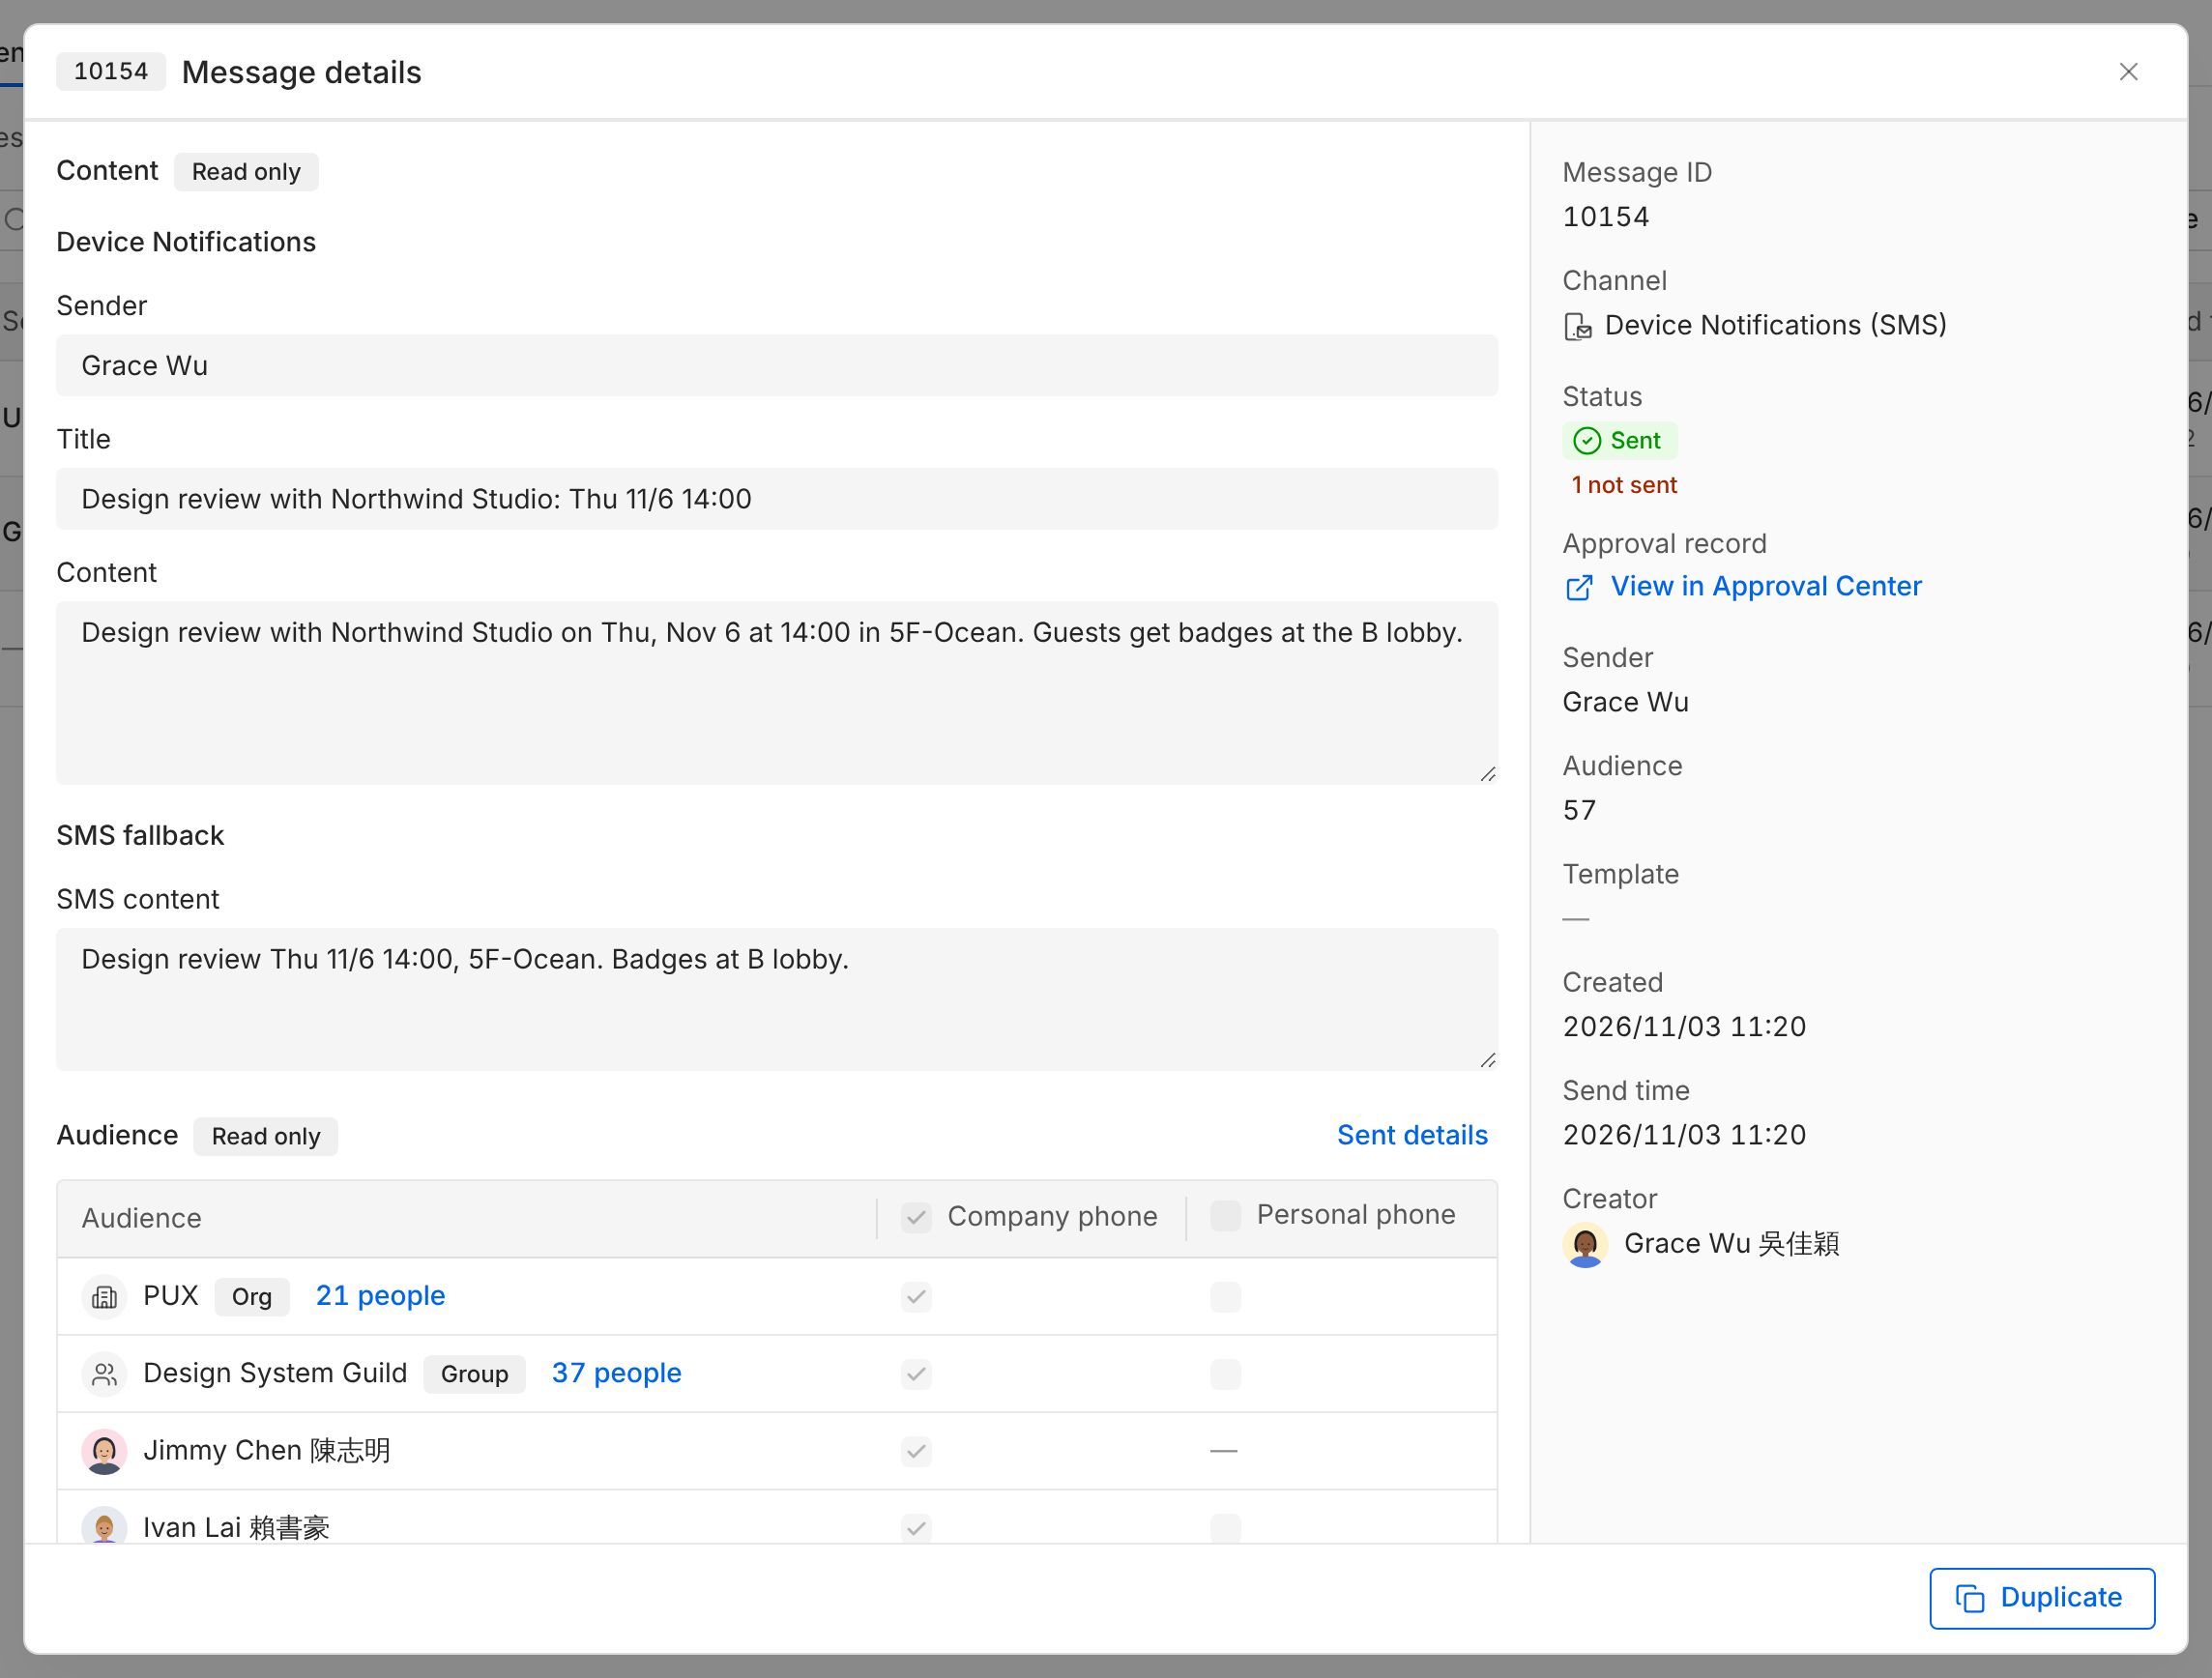 10154 Message details
Content Read only
Device Notifications
Sender
Grace Wu
Title
Design review with Northwind Studio: Thu 11/6 14:00
Content
Design review with Northwind Studio on Thu, Nov 6 at 14:00 in 5F-Ocean. Guests get badges at the B lobby.
SMS fallback
SMS content
Design review Thu 11/6 14:00, 5F-Ocean. Badges at B lobby.
Audience Read only Sent details
Audience Company phone Personal phone
PUX Org 21 people
Design System Guild Group 37 people
Jimmy Chen 陳志明 —
Ivan Lai 賴書豪
Message ID
10154
Channel
Device Notifications (SMS)
Status
Sent
1 not sent
Approval record
View in Approval Center
Sender
Grace Wu
Audience
57
Template
—
Created
2026/11/03 11:20
Send time
2026/11/03 11:20
Creator
Grace Wu 吳佳穎
Duplicate